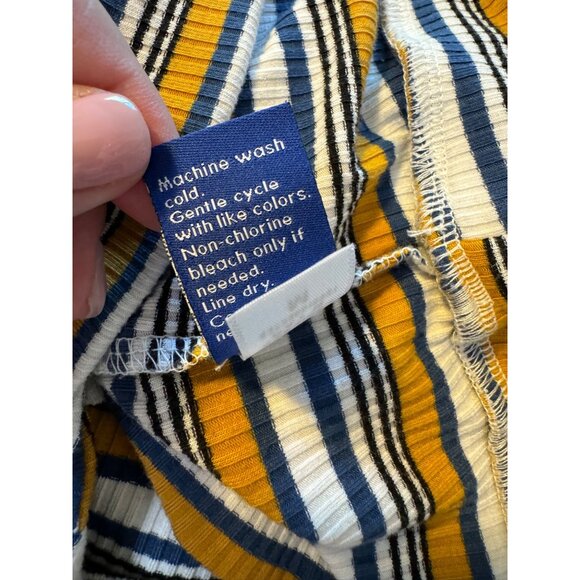 Machine wash
cold.
Gentle cycle
with like colors.
Non-chlorine
bleach only if
needed.
Line dry.